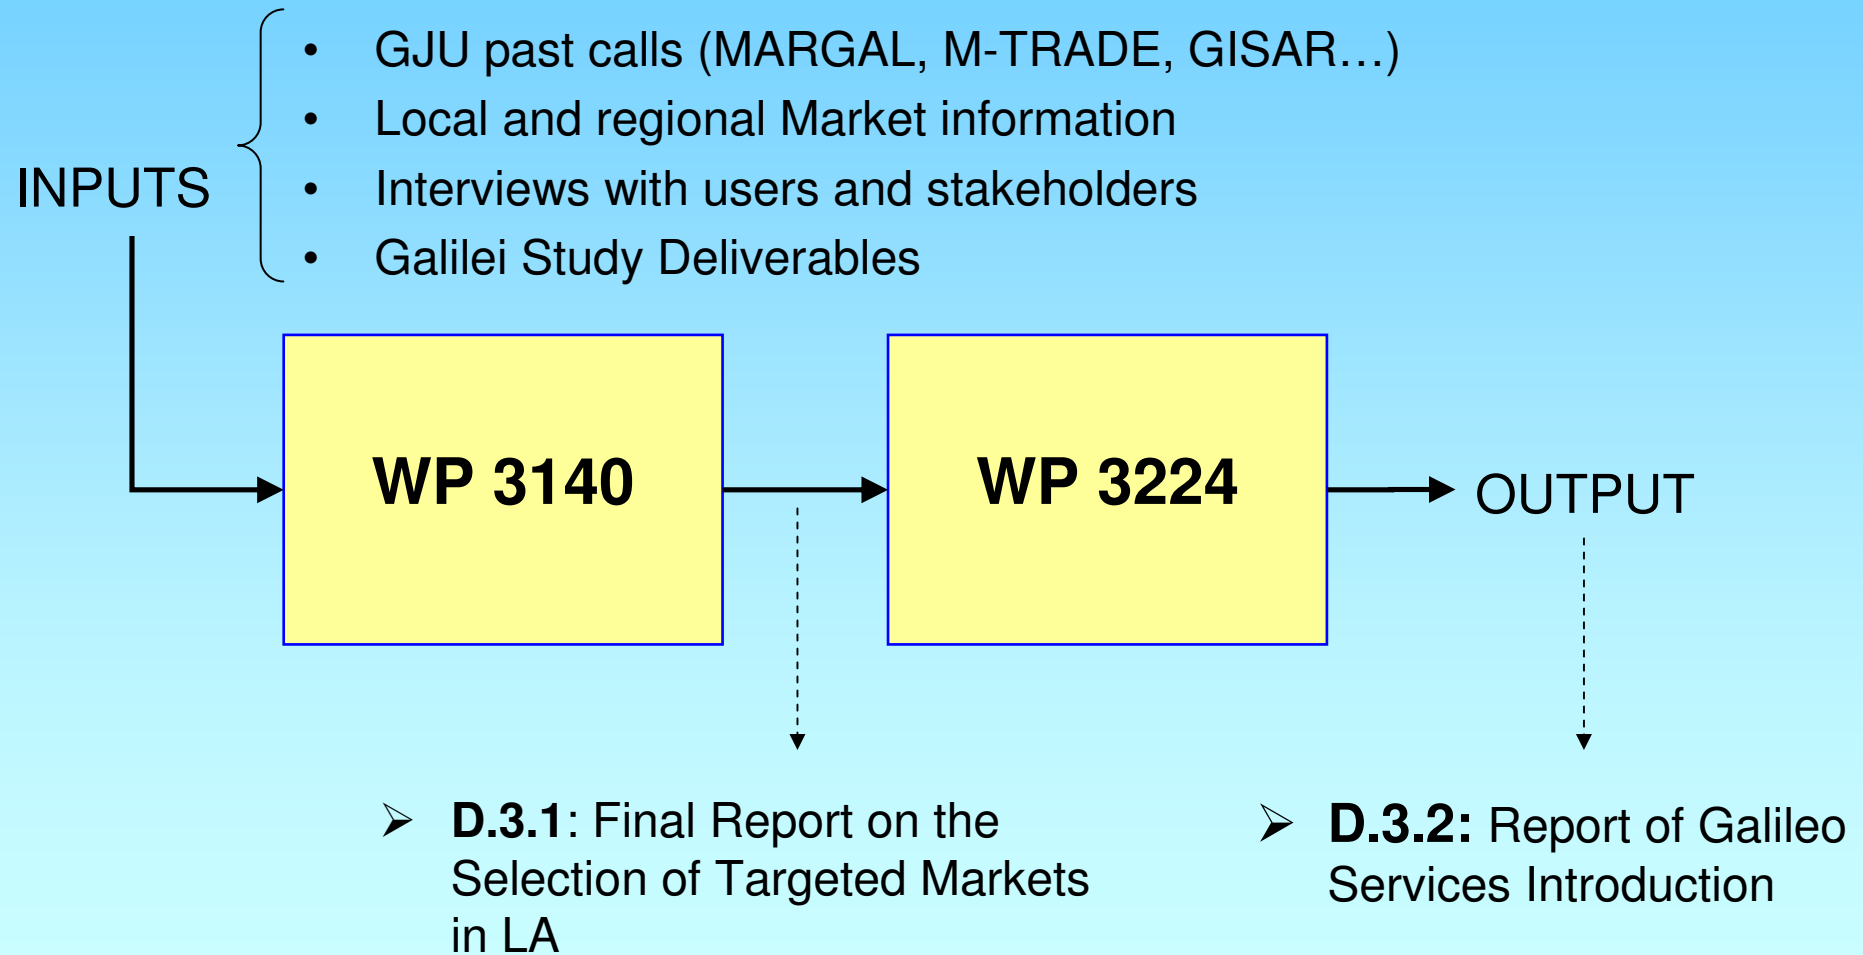 • GJU past calls (MARGAL, M-TRADE, GISAR…)
• Local and regional Market information
INPUTS
• Interviews with users and stakeholders
• Galilei Study Deliverables
WP 3140
WP 3224
OUTPUT
➢ D.3.1: Final Report on the
Selection of Targeted Markets
in LA
➢ D.3.2: Report of Galileo
Services Introduction